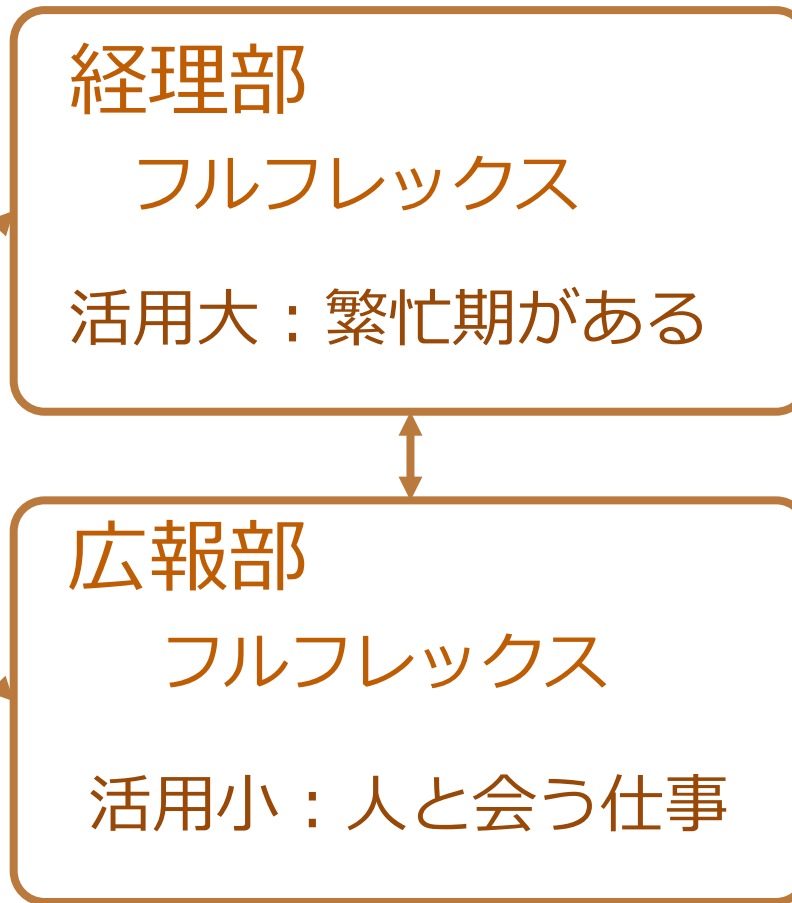 経理部
フルフレックス
活用大：繁忙期がある
広報部
フルフレックス
活用小：人と会う仕事